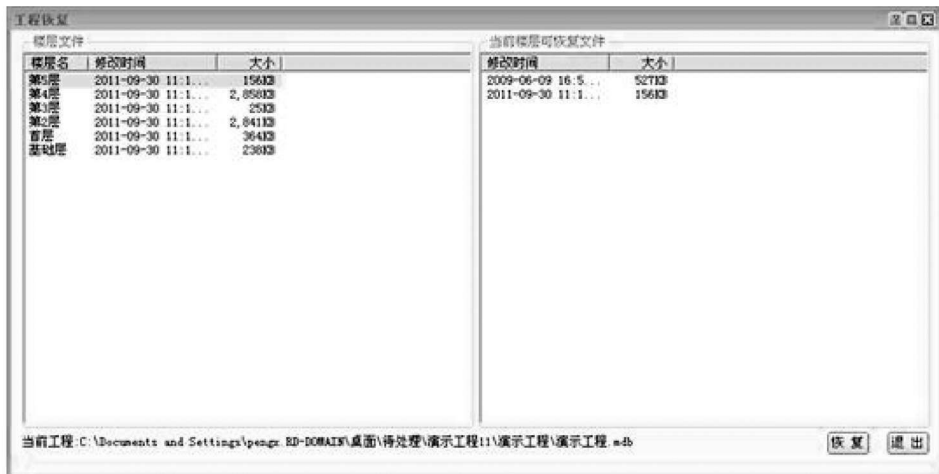 工程恢复
楼层文件
楼层名 修改时间 大小
第5层 2011-09-30 11:1... 156KB
第4层 2011-09-30 11:1... 2,858KB
第3层 2011-09-30 11:1... 25KB
第2层 2011-09-30 11:1... 2,841KB
首层 2011-09-30 11:1... 364KB
基础层 2011-09-30 11:1... 238KB
当前楼层可恢复文件
修改时间 大小
2009-06-09 16:5... 527KB
2011-09-30 11:1... 156KB
当前工程:C:\Documents and Settings\pengx.RD-DOMAIN\桌面\待处理\演示工程11\演示工程\演示工程.mdb
恢复 退出